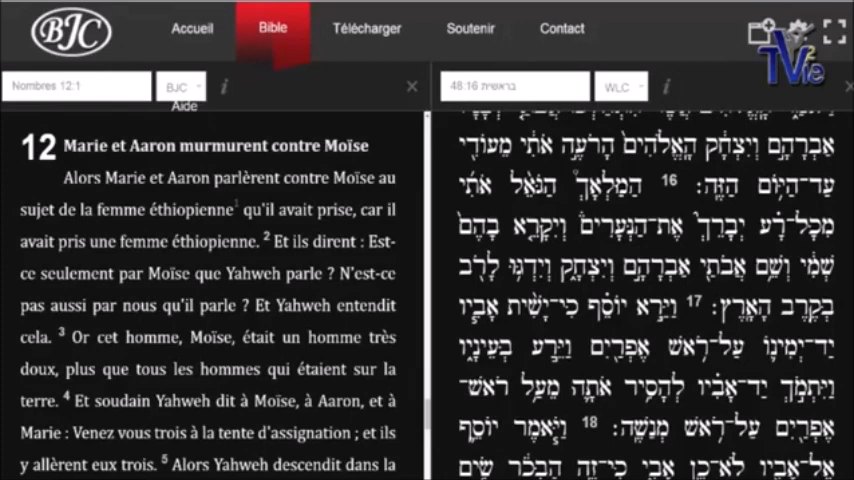 BJC
Accueil
Bible
Télécharger
Soutenir
Contact
TVie
2
Nombres 12:1
BJC
i
Aide
בראשית 48:16
WLC
i
12 Marie et Aaron murmurent contre Moïse
Alors Marie et Aaron parlèrent contre Moïse au
sujet de la femme éthiopienne qu'il avait prise, car il
avait pris une femme éthiopienne. 2 Et ils dirent : Est-
ce seulement par Moïse que Yahweh parle ? N'est-ce
pas aussi par nous qu'il parle ? Et Yahweh entendit
cela. 3 Or cet homme, Moïse, était un homme très
doux, plus que tous les hommes qui étaient sur la
terre. 4 Et soudain Yahweh dit à Moïse, à Aaron, et à
Marie : Venez vous trois à la tente d'assignation ; et ils
y allèrent eux trois. 5 Alors Yahweh descendit dans la
אַבְרָהָם וְיִצְחָק הָאֱלֹהִים הָרֹעֶה אֹתִי מֵעוֹדִי
עַד־הַיּוֹם הַזֶּה׃ 16 הַמַּלְאָךְ הַגֹּאֵל אֹתִי
מִכָּל־רָע יְבָרֵךְ אֶת־הַנְּעָרִים וְיִקָּרֵא בָהֶם
שְׁמִי וְשֵׁם אֲבֹתַי אַבְרָהָם וְיִצְחָק וְיִדְגּוּ לָרֹב
בְּקֶרֶב הָאָרֶץ׃ 17 וַיַּרְא יוֹסֵף כִּי־יָשִׁית אָבִיו
יַד־יְמִינוֹ עַל־רֹאשׁ אֶפְרַיִם וַיֵּרַע בְּעֵינָיו
וַיִּתְמֹךְ יַד־אָבִיו לְהָסִיר אֹתָהּ מֵעַל רֹאשׁ־
אֶפְרַיִם עַל־רֹאשׁ מְנַשֶּׁה׃ 18 וַיֹּאמֶר יוֹסֵף
אֶל־אָבִיו לֹא־כֵן אָבִי כִּי־זֶה הַבְּכֹר שִׂים